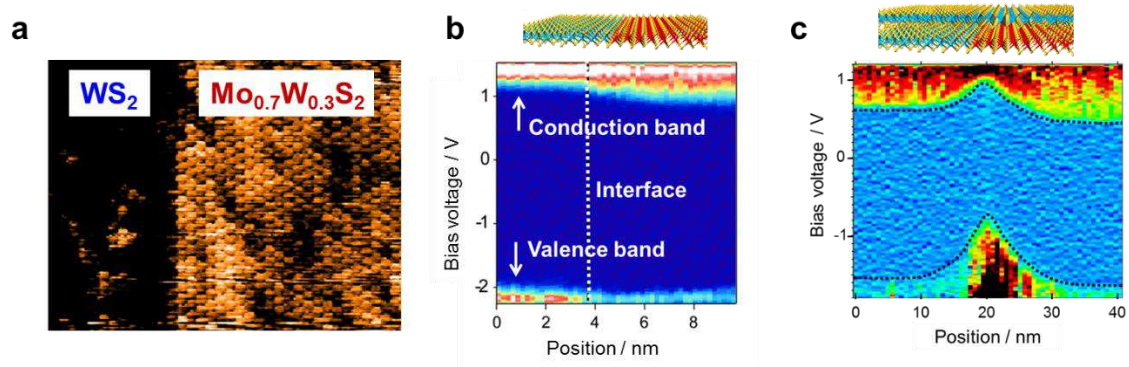 a
WS2
Mo0.7W0.3S2
b
Bias voltage / V
1
0
-1
-2
Conduction band
Interface
Valence band
0
2
4
6
8
Position / nm
c
Bias voltage / V
1
0
-1
0
10
20
30
40
Position / nm